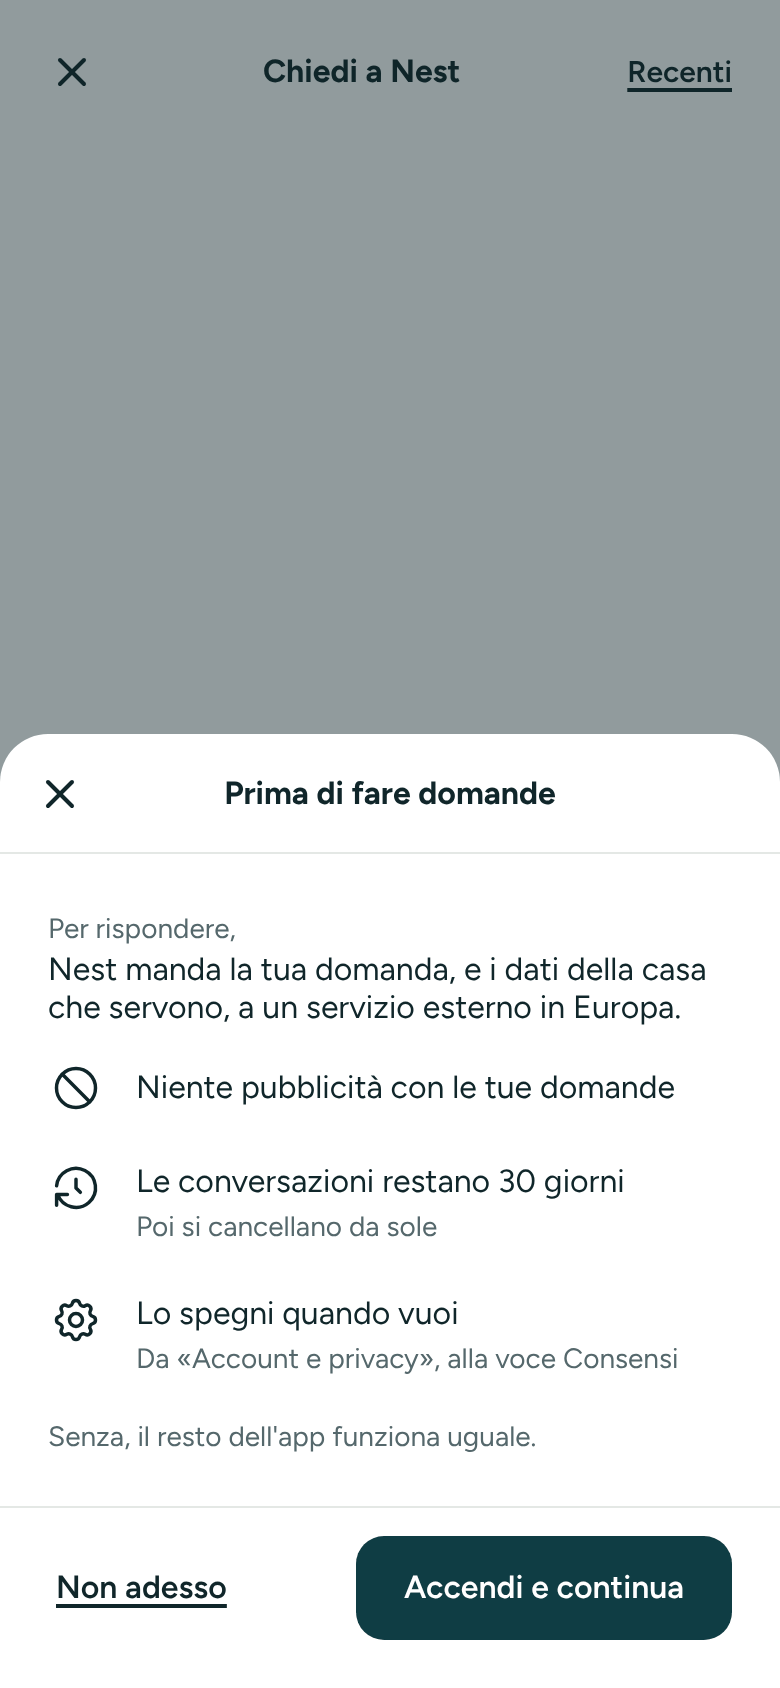 Chiedi a Nest
Recenti
Prima di fare domande
Per rispondere,
Nest manda la tua domanda, e i dati della casa
che servono, a un servizio esterno in Europa.
Niente pubblicità con le tue domande
Le conversazioni restano 30 giorni
Poi si cancellano da sole
Lo spegni quando vuoi
Da «Account e privacy», alla voce Consensi
Senza, il resto dell'app funziona uguale.
Non adesso
Accendi e continua